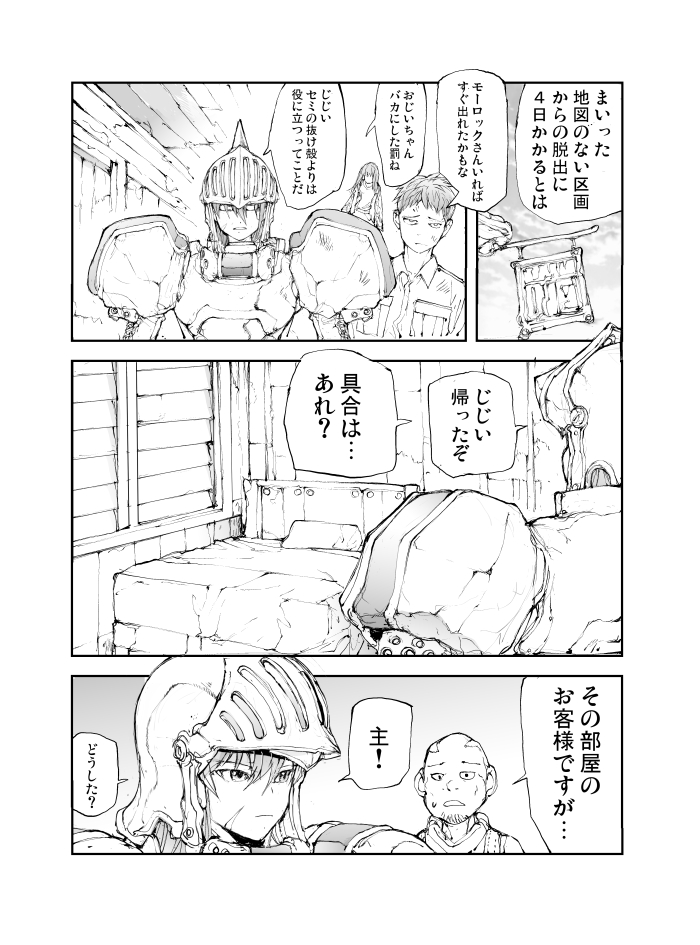 まいった
地図のない区画
からの脱出に
４日かかるとは
モーロックさんいれば
すぐ出れたかもな
おじいちゃん
バカにした罰ね
じじい
セミの抜け殻よりは
役に立つってことだ
じじい
帰ったぞ
具合は…
あれ？
その部屋の
お客様ですが…
主！
どうした？